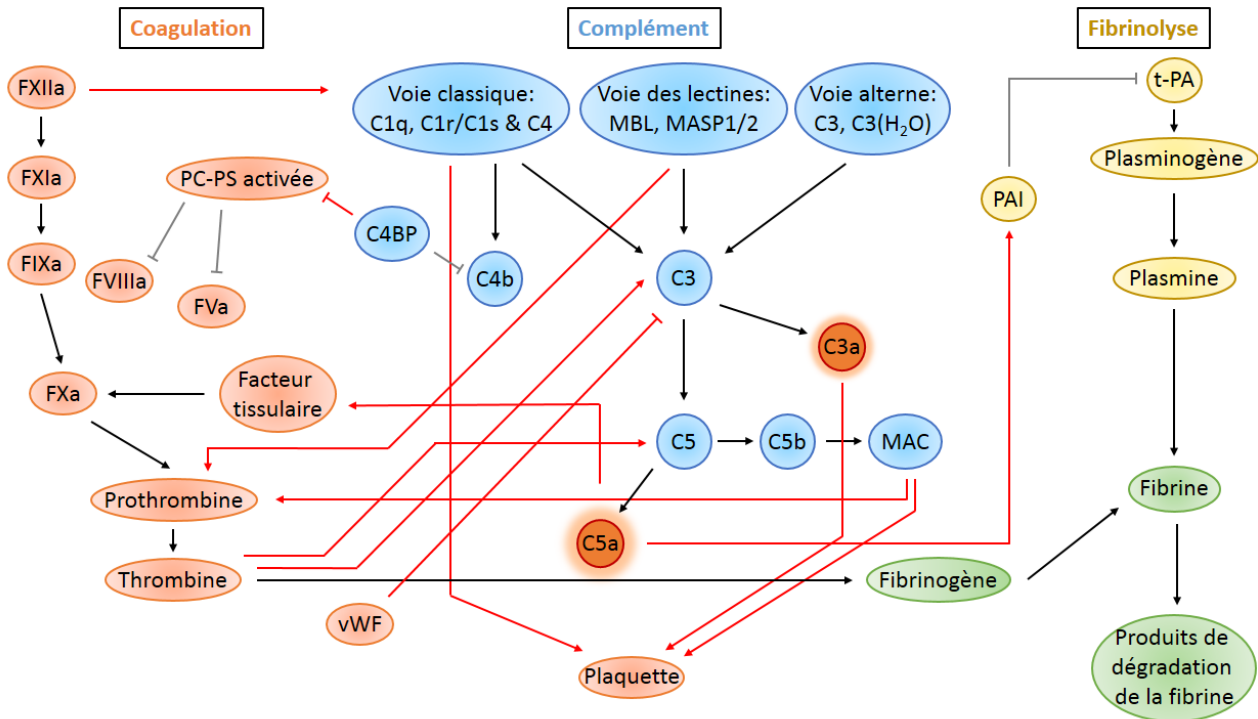 Coagulation
Complément
Fibrinolyse
FXIIa
Voie classique:
C1q, C1r/C1s & C4
Voie des lectines:
MBL, MASP1/2
Voie alterne:
C3, C3(H₂O)
t-PA
Plasminogène
FXIa
PC-PS activée
PAI
C4BP
FIXa
FVIIIa
FVa
C4b
C3
Plasmine
C3a
FXa
Facteur
tissulaire
C5
C5b
MAC
Prothrombine
Fibrine
C5a
Thrombine
Fibrinogène
vWF
Plaquette
Produits de
dégradation
de la fibrine